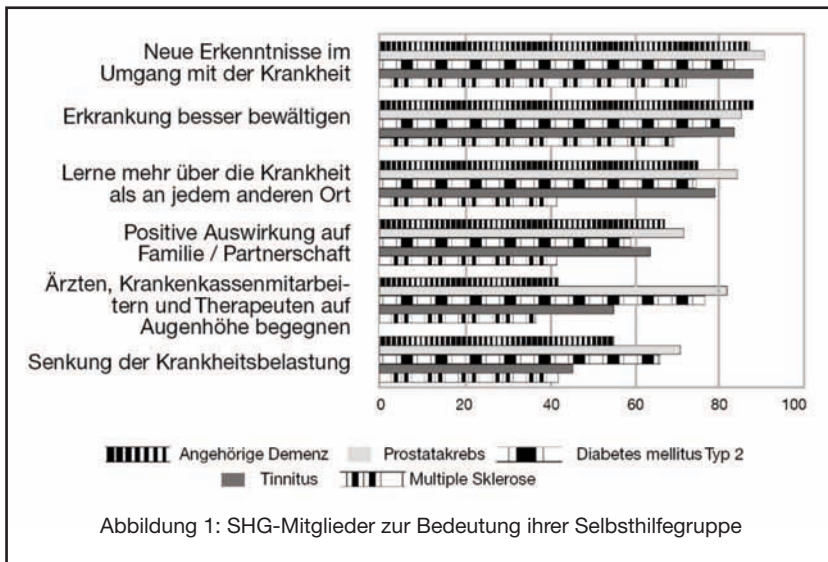 Neue Erkenntnisse im
Umgang mit der Krankheit
Erkrankung besser bewältigen
Lerne mehr über die Krankheit
als an jedem anderen Ort
Positive Auswirkung auf
Familie / Partnerschaft
Ärzten, Krankenkassenmitarbei-
tern und Therapeuten auf
Augenhöhe begegnen
Senkung der Krankheitsbelastung
0 20 40 60 80 100
Angehörige Demenz Prostatakrebs Diabetes mellitus Typ 2
Tinnitus Multiple Sklerose
Abbildung 1: SHG-Mitglieder zur Bedeutung ihrer Selbsthilfegruppe